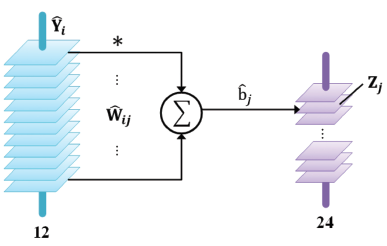 Ŷᵢ
*
⋮
Ŵᵢⱼ
⋮
∑
b̂ⱼ
Zⱼ
⋮
12
24